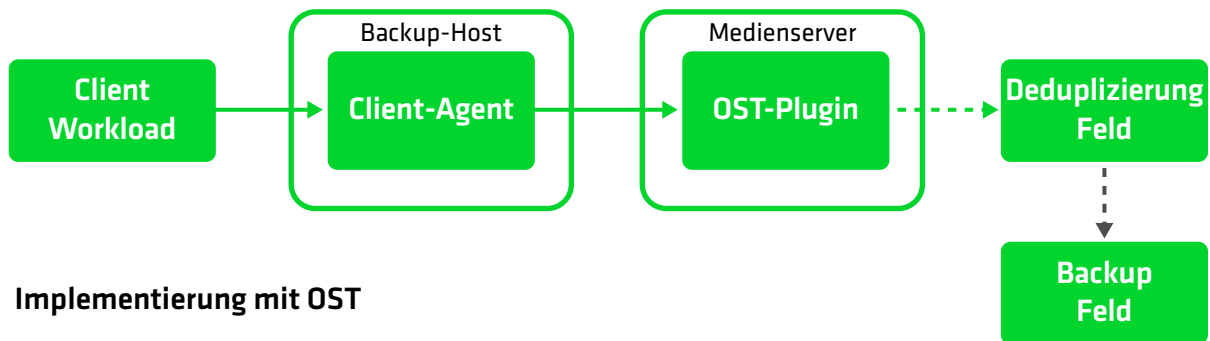 Backup-Host
Medienserver
Client
Workload
Client-Agent
OST-Plugin
Deduplizierung
Feld
Backup
Feld
Implementierung mit OST